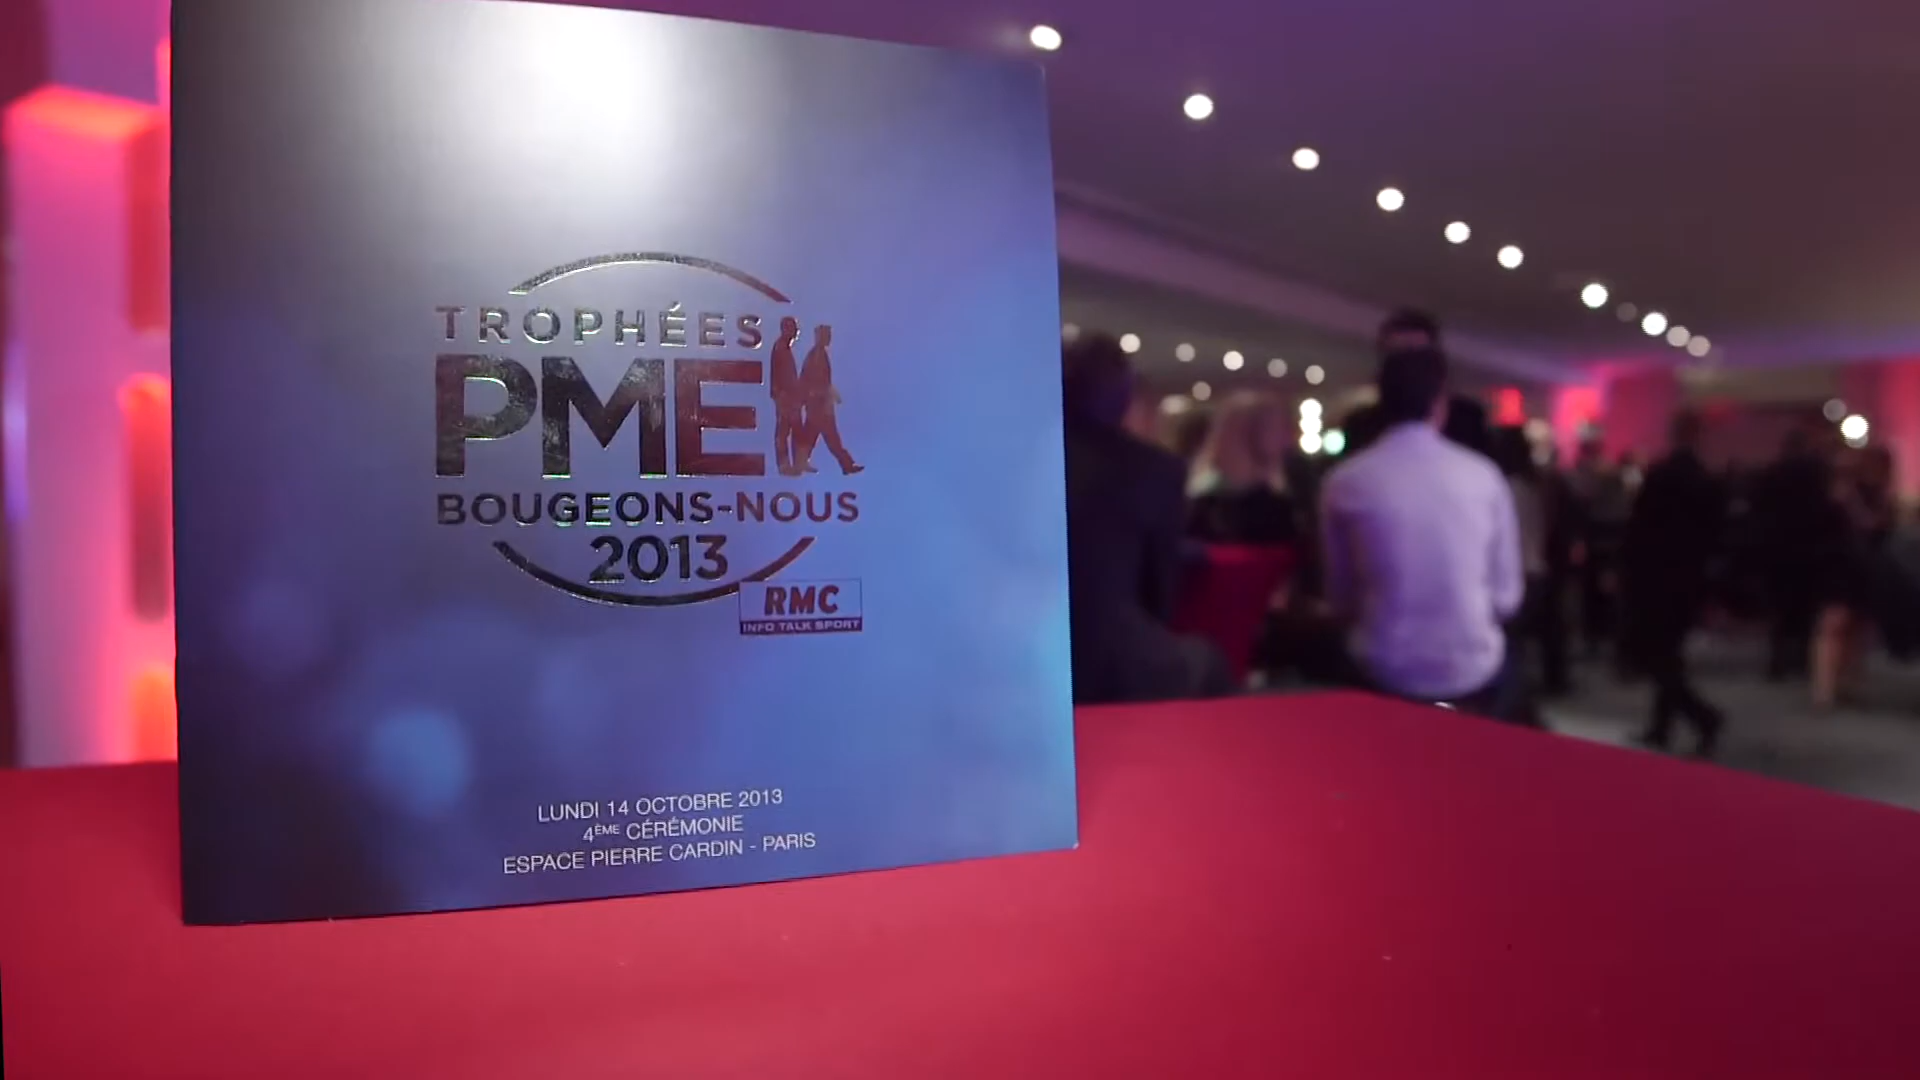 TROPHÉES
PME
BOUGEONS-NOUS
2013
RMC
INFO TALK SPORT
LUNDI 14 OCTOBRE 2013
4ÈME CÉRÉMONIE
ESPACE PIERRE CARDIN - PARIS